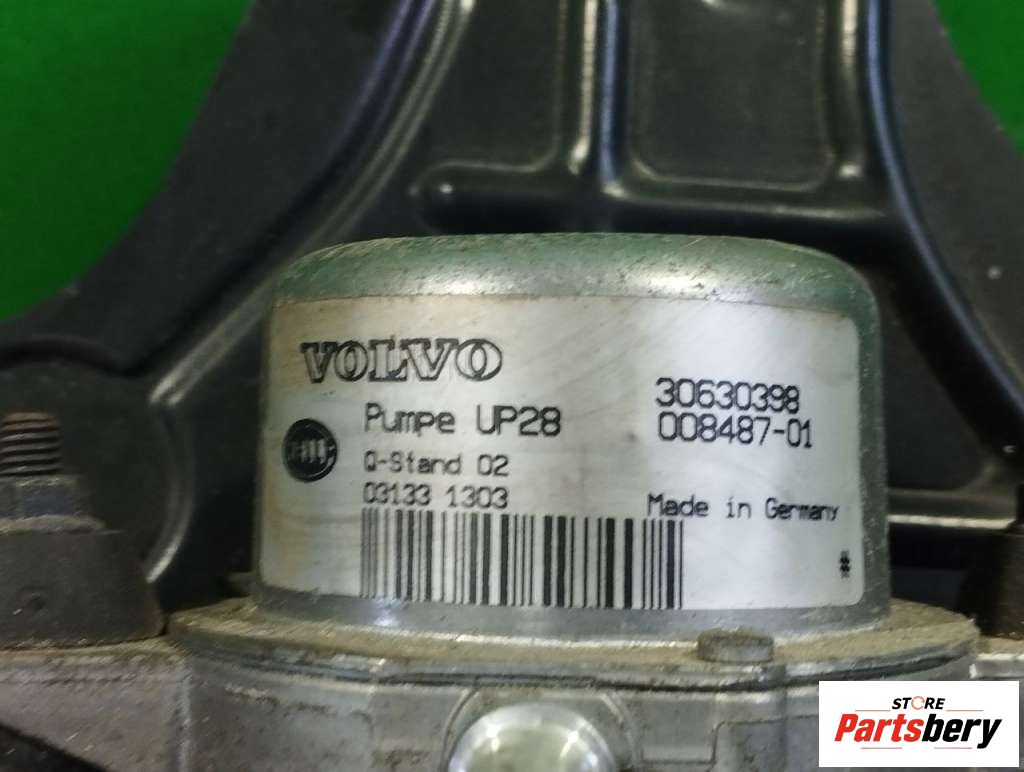 VOLVO
Pumpe UP28
30630398
008487-01
Q-Stand 02
03133 1303
Made in Germany
STORE
Partsbery